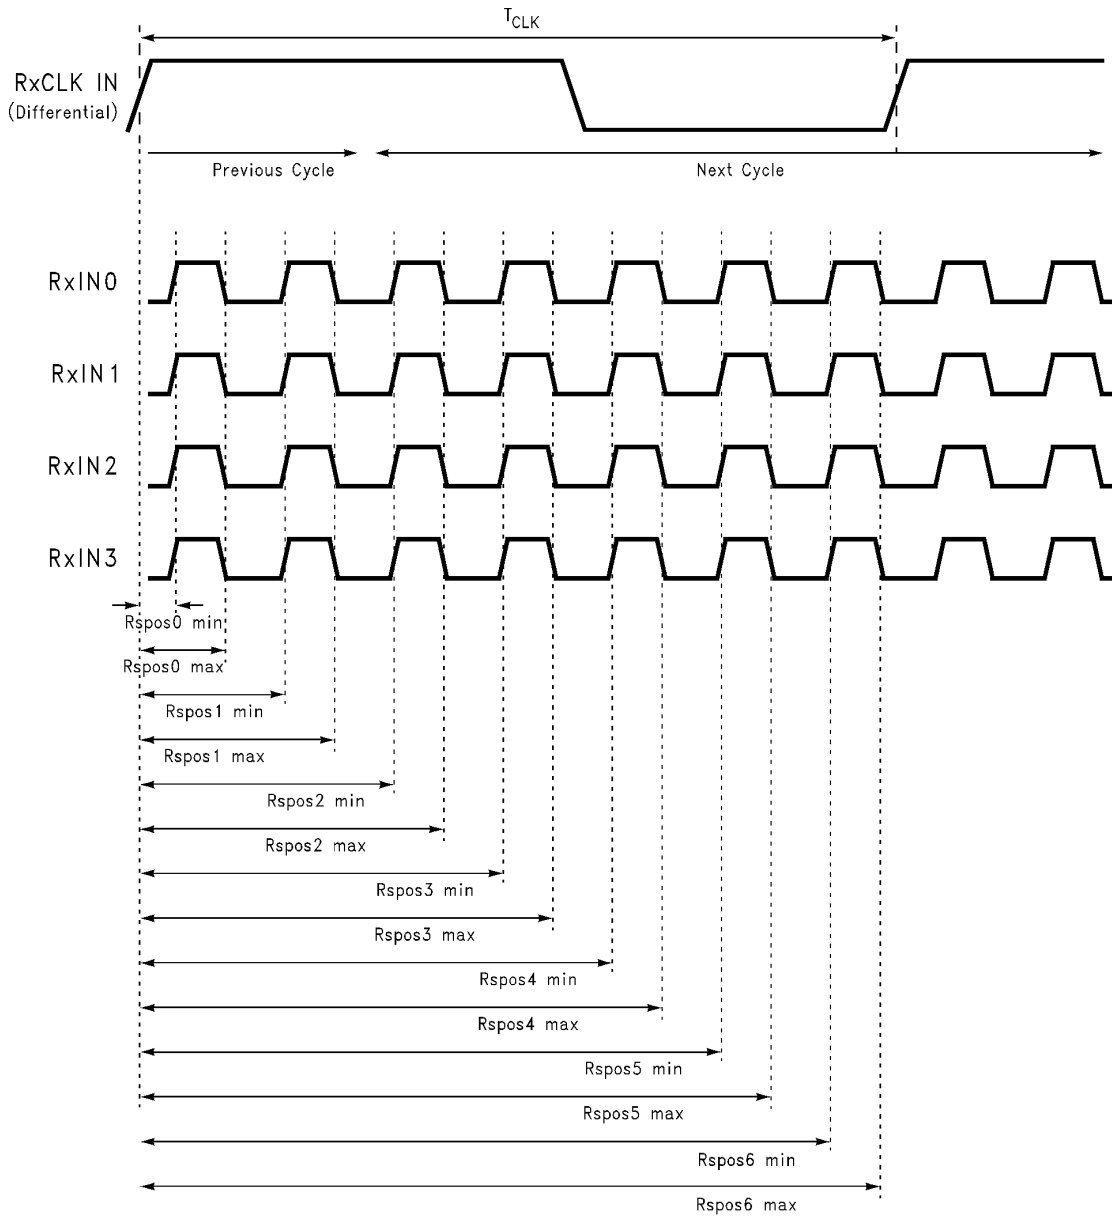 TCLK
RxCLK IN
(Differential)
Previous Cycle
Next Cycle
RxIN0
RxIN1
RxIN2
RxIN3
Rspos0 min
Rspos0 max
Rspos1 min
Rspos1 max
Rspos2 min
Rspos2 max
Rspos3 min
Rspos3 max
Rspos4 min
Rspos4 max
Rspos5 min
Rspos5 max
Rspos6 min
Rspos6 max